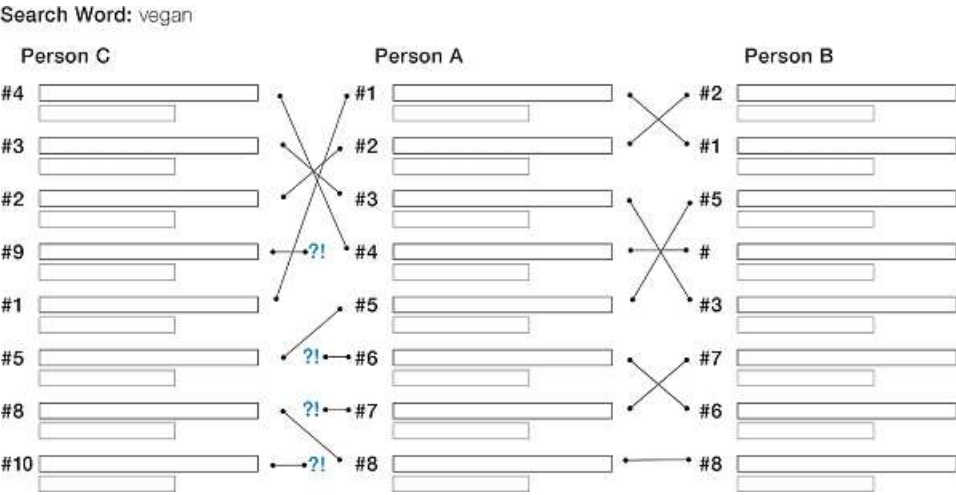 Search Word: vegan
Person C Person A Person B
#4 #1 #2
#3 #2 #1
#2 #3 #5
#9 ?! #4 #
#1 #5 #3
#5 ?! #6 #7
#8 ?! #7 #6
#10 ?! #8 #8